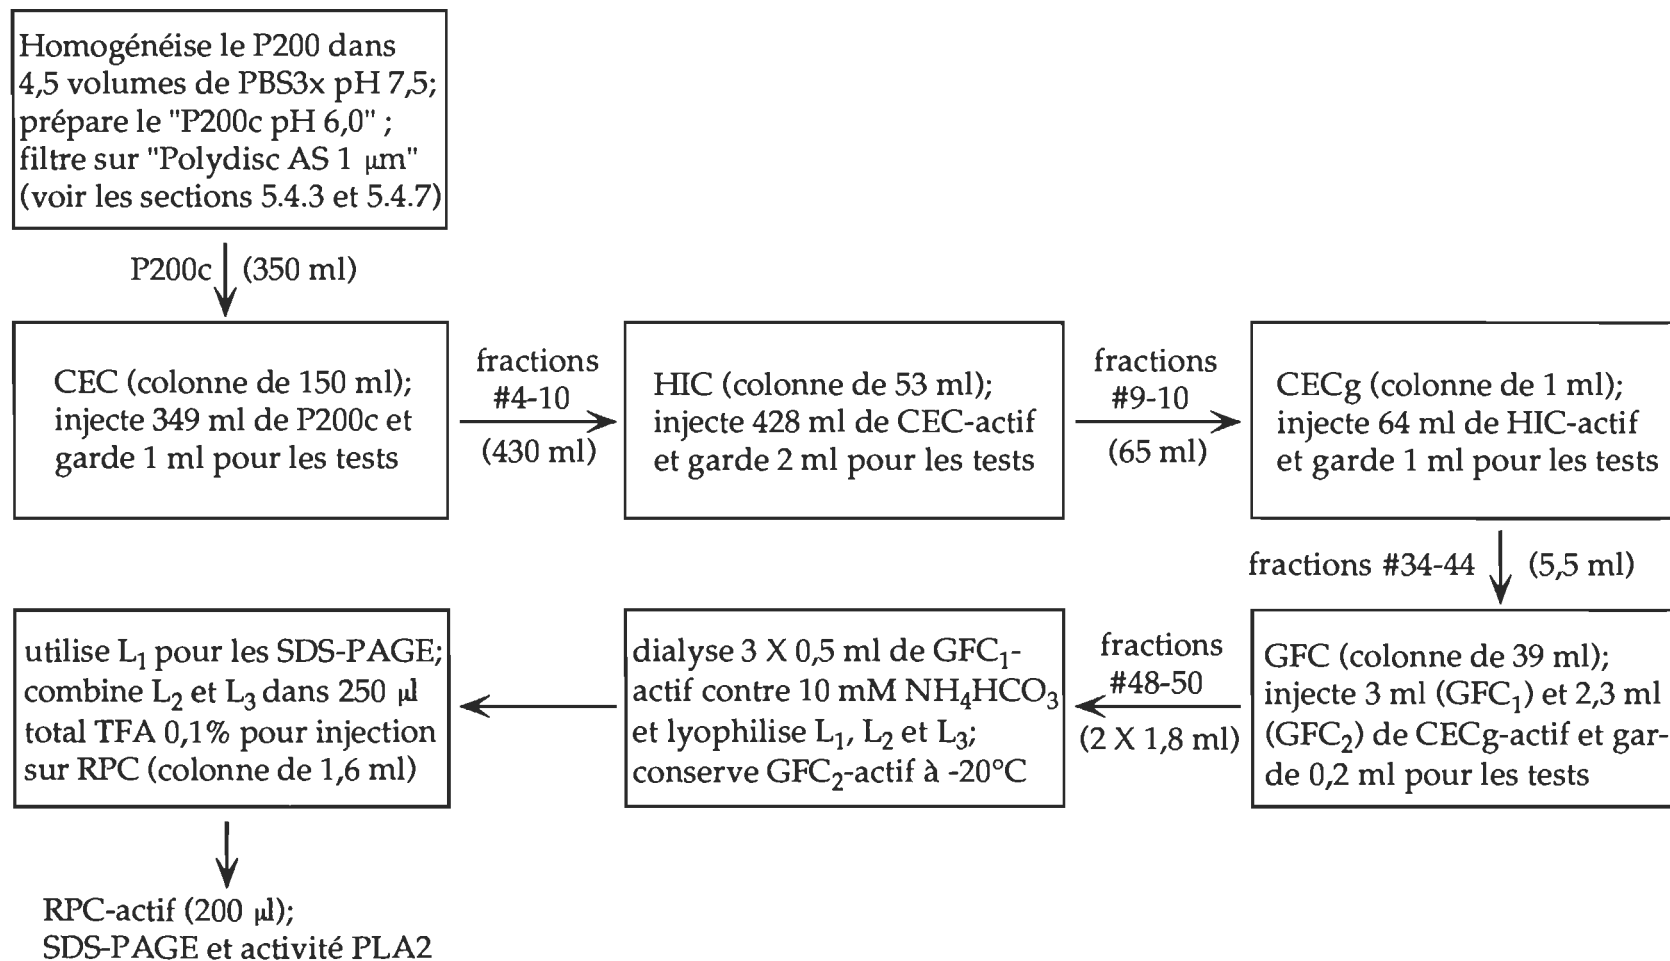 Homogénéise le P200 dans
4,5 volumes de PBS3x pH 7,5;
prépare le "P200c pH 6,0" ;
filtre sur "Polydisc AS 1 µm"
(voir les sections 5.4.3 et 5.4.7)
P200c (350 ml)
CEC (colonne de 150 ml);
injecte 349 ml de P200c et
garde 1 ml pour les tests
fractions
#4-10
(430 ml)
HIC (colonne de 53 ml);
injecte 428 ml de CEC-actif
et garde 2 ml pour les tests
fractions
#9-10
(65 ml)
CECg (colonne de 1 ml);
injecte 64 ml de HIC-actif
et garde 1 ml pour les tests
fractions #34-44 (5,5 ml)
GFC (colonne de 39 ml);
injecte 3 ml (GFC₁) et 2,3 ml
(GFC₂) de CECg-actif et gar-
de 0,2 ml pour les tests
fractions
#48-50
(2 X 1,8 ml)
dialyse 3 X 0,5 ml de GFC₁-
actif contre 10 mM NH₄HCO₃
et lyophilise L₁, L₂ et L₃;
conserve GFC₂-actif à -20°C
utilise L₁ pour les SDS-PAGE;
combine L₂ et L₃ dans 250 µl
total TFA 0,1% pour injection
sur RPC (colonne de 1,6 ml)
RPC-actif (200 µl);
SDS-PAGE et activité PLA2